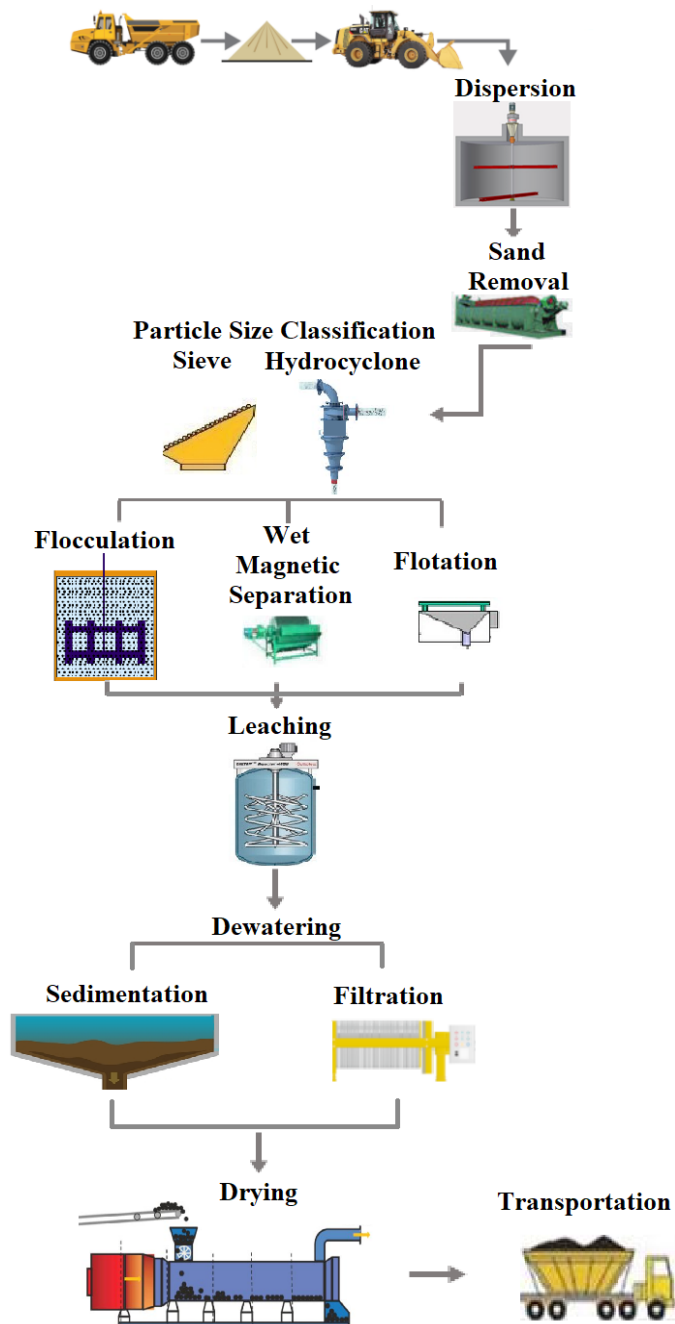 Dispersion
Sand
Removal
Particle Size Classification
Sieve Hydrocyclone
Flocculation
Wet
Magnetic
Separation
Flotation
Leaching
Dewatering
Sedimentation
Filtration
Drying
Transportation